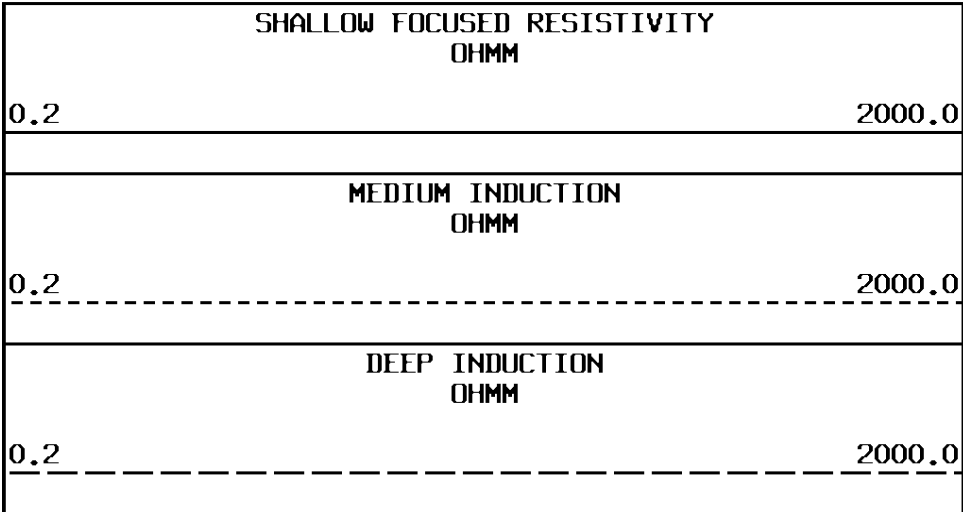 SHALLOW FOCUSED RESISTIVITY
OHMM
0.2 2000.0
MEDIUM INDUCTION
OHMM
0.2 2000.0
DEEP INDUCTION
OHMM
0.2 2000.0